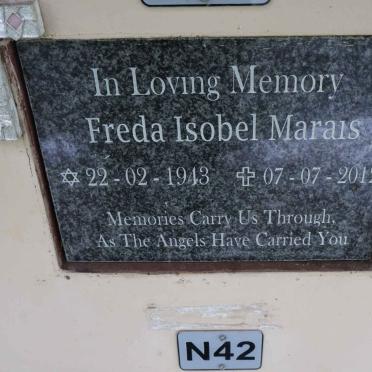 In Loving Memory
Freda Isobel Marais
✡ 22 - 02 - 1943 ✝ 07 - 07 - 2012
Memories Carry Us Through,
As The Angels Have Carried You
N42